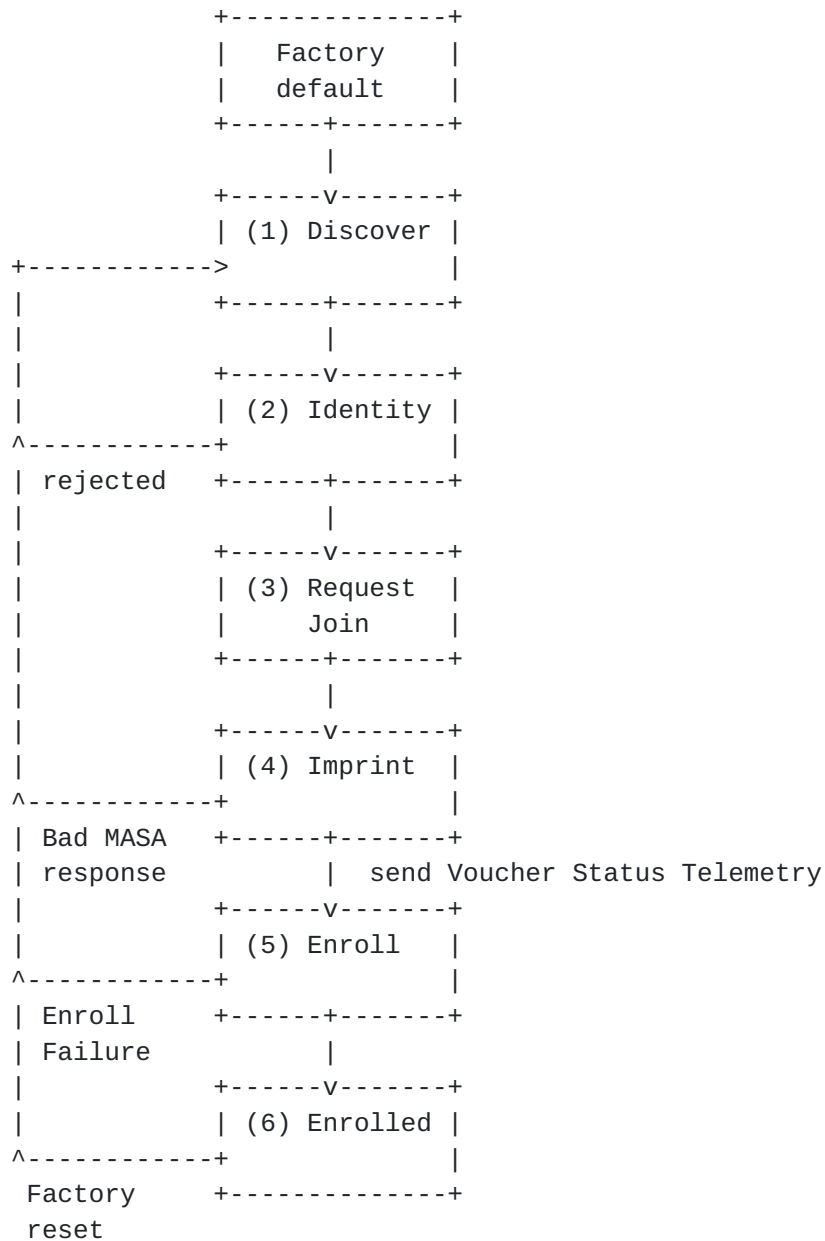 Factory
default
(1) Discover
(2) Identity
rejected
(3) Request
Join
(4) Imprint
Bad MASA
response
send Voucher Status Telemetry
(5) Enroll
Enroll
Failure
(6) Enrolled
Factory
reset